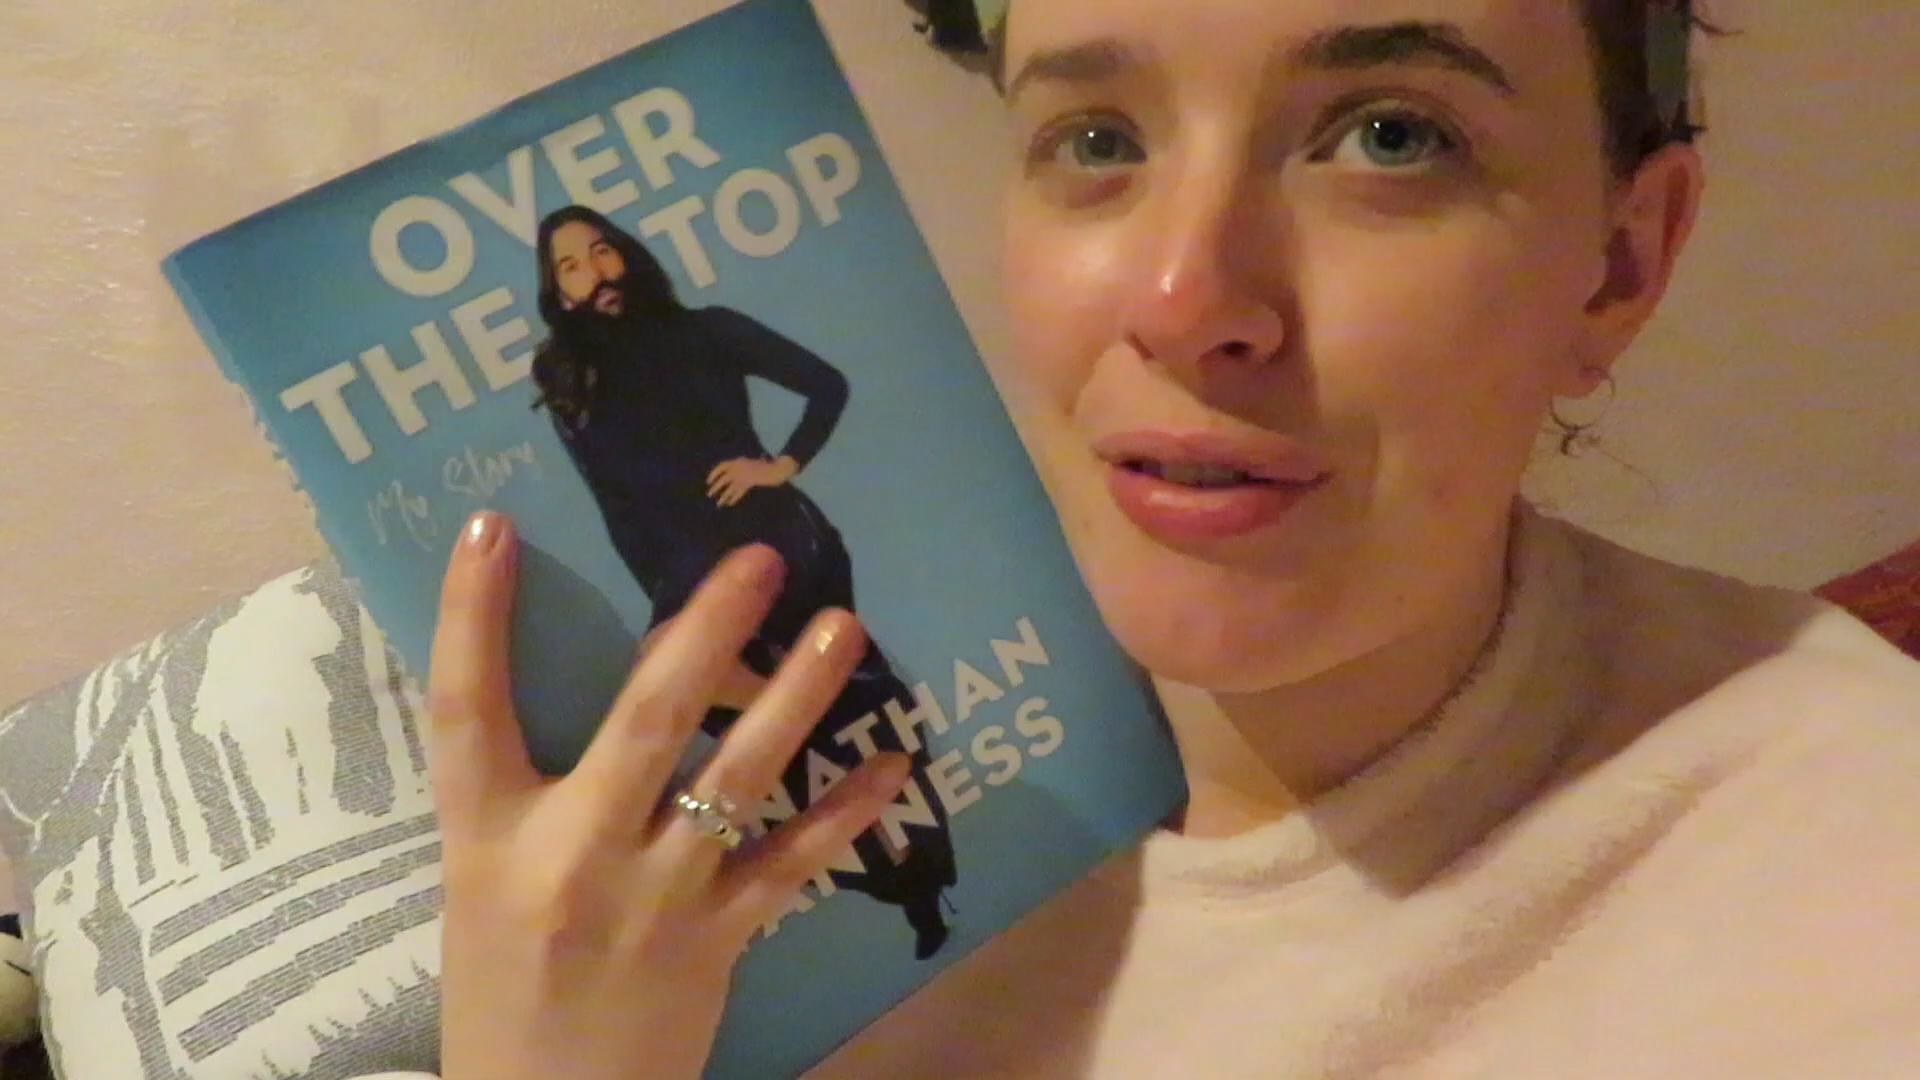 OVER
THE TOP
My Story
NATHAN
NESS